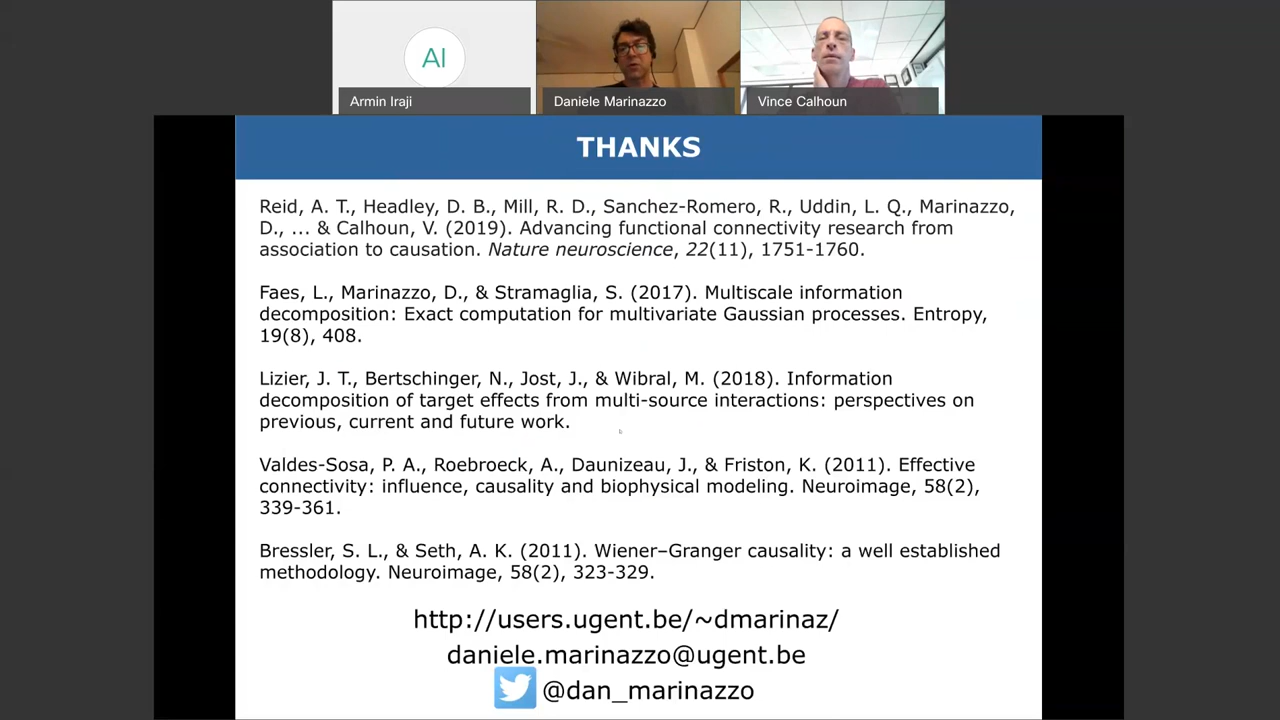 AI
Armin Iraji
Daniele Marinazzo
Vince Calhoun
THANKS
Reid, A. T., Headley, D. B., Mill, R. D., Sanchez-Romero, R., Uddin, L. Q., Marinazzo,
D., ... & Calhoun, V. (2019). Advancing functional connectivity research from
association to causation. Nature neuroscience, 22(11), 1751-1760.
Faes, L., Marinazzo, D., & Stramaglia, S. (2017). Multiscale information
decomposition: Exact computation for multivariate Gaussian processes. Entropy,
19(8), 408.
Lizier, J. T., Bertschinger, N., Jost, J., & Wibral, M. (2018). Information
decomposition of target effects from multi-source interactions: perspectives on
previous, current and future work.
Valdes-Sosa, P. A., Roebroeck, A., Daunizeau, J., & Friston, K. (2011). Effective
connectivity: influence, causality and biophysical modeling. Neuroimage, 58(2),
339-361.
Bressler, S. L., & Seth, A. K. (2011). Wiener–Granger causality: a well established
methodology. Neuroimage, 58(2), 323-329.
http://users.ugent.be/~dmarinaz/
daniele.marinazzo@ugent.be
@dan_marinazzo